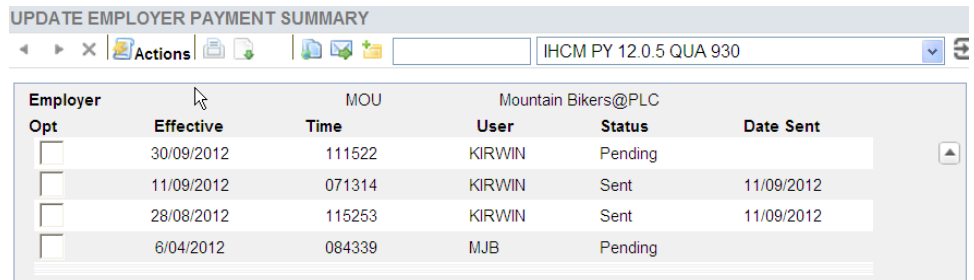 UPDATE EMPLOYER PAYMENT SUMMARY
Actions IHCM PY 12.0.5 QUA 930
Employer MOU Mountain Bikers@PLC
Opt Effective Time User Status Date Sent
30/09/2012 111522 KIRWIN Pending
11/09/2012 071314 KIRWIN Sent 11/09/2012
28/08/2012 115253 KIRWIN Sent 11/09/2012
6/04/2012 084339 MJB Pending